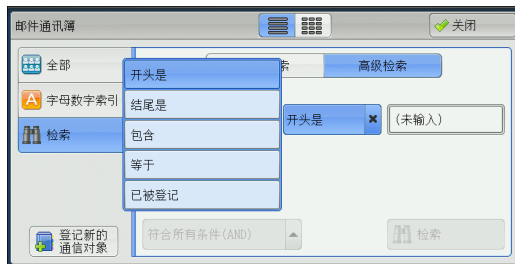 邮件通讯簿
关闭
全部
字母数字索引
检索
开头是
结尾是
包含
等于
已被登记
高级检索
开头是
(未输入)
登记新的
通信对象
符合所有条件(AND)
检索